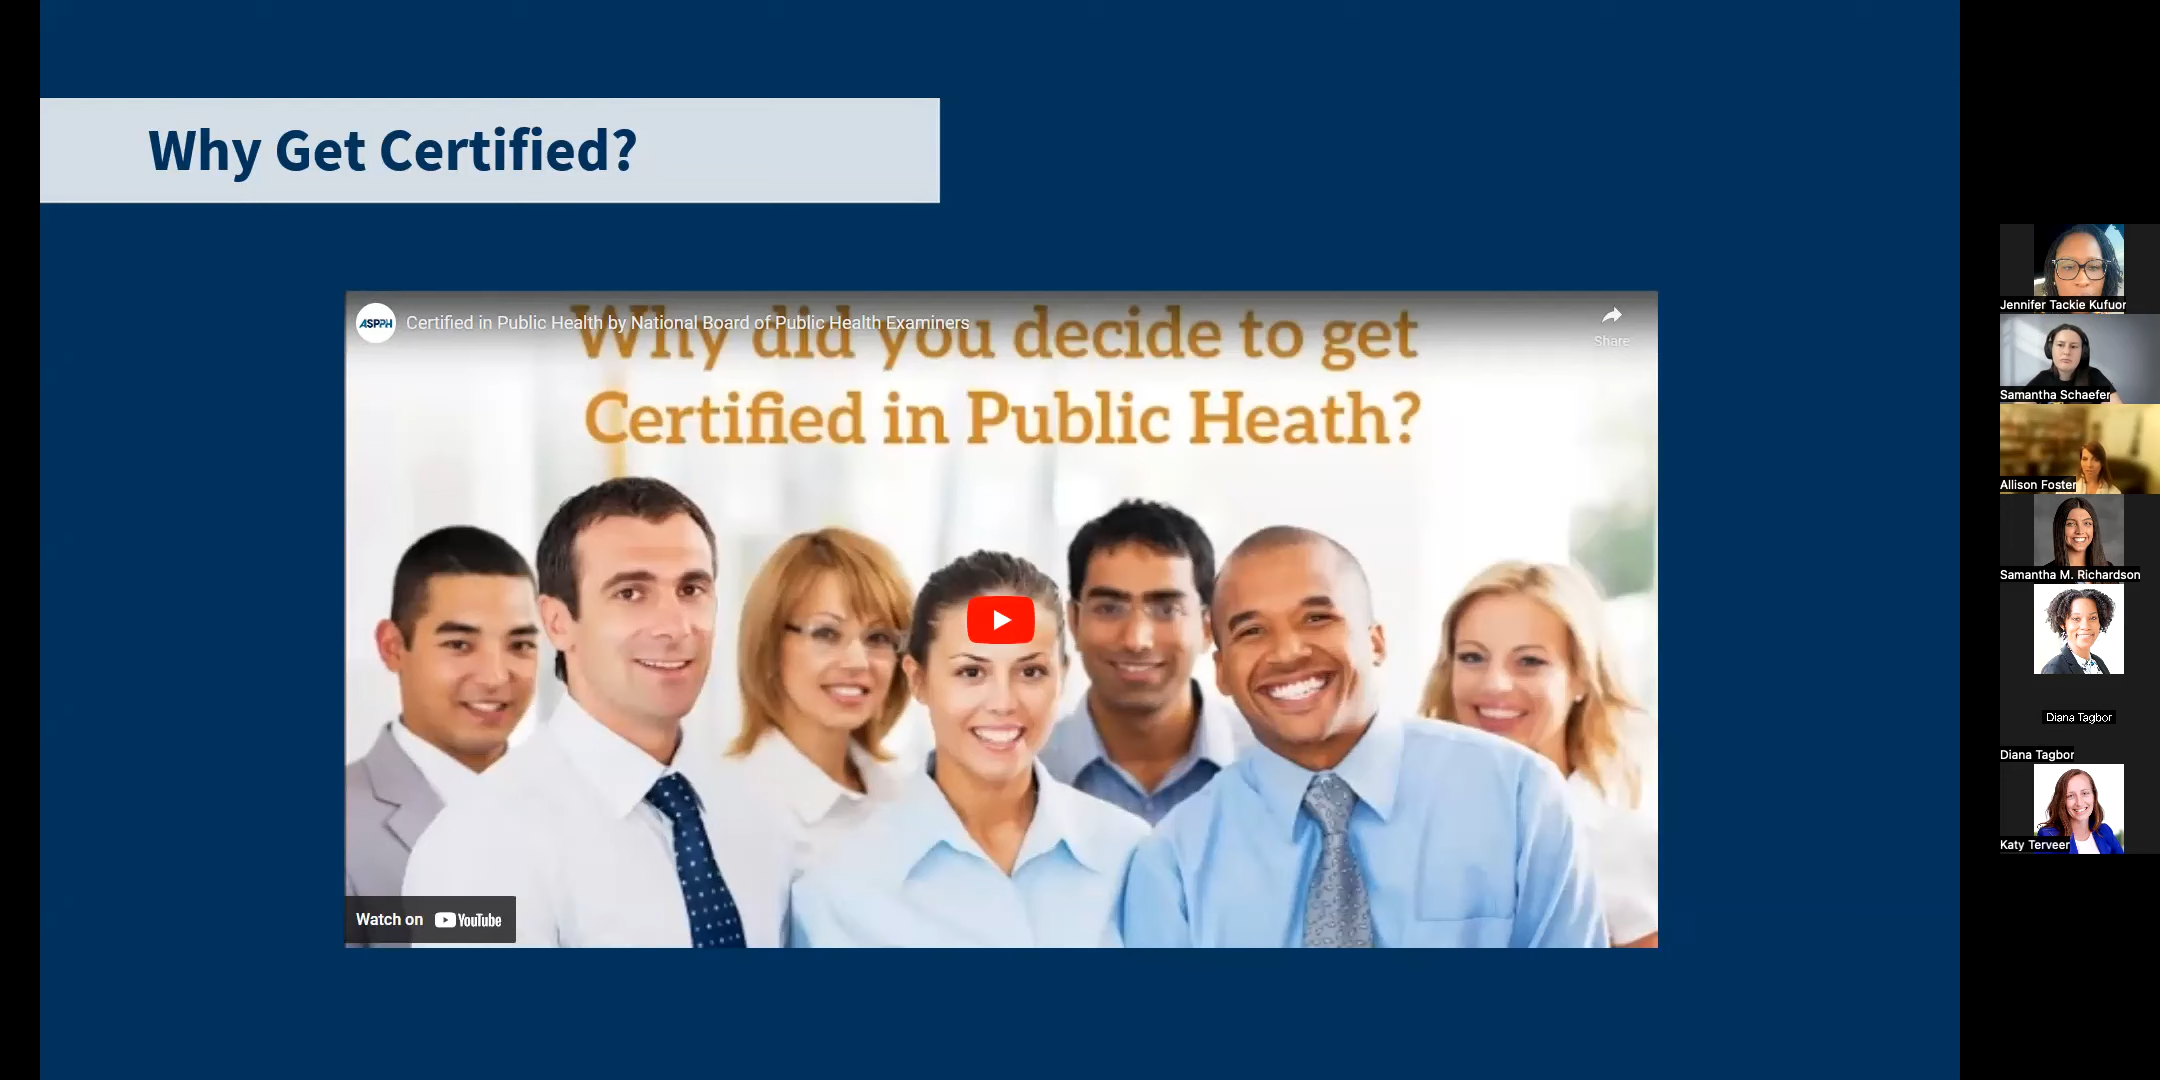 Why Get Certified?
ASPPH
Certified in Public Health by National Board of Public Health Examiners
Share
Why did you decide to get
Certified in Public Heath?
Watch on YouTube
Jennifer Tackie Kufuor
Samantha Schaefer
Allison Foster
Samantha M. Richardson
Diana Tagbor
Diana Tagbor
Katy Terveer